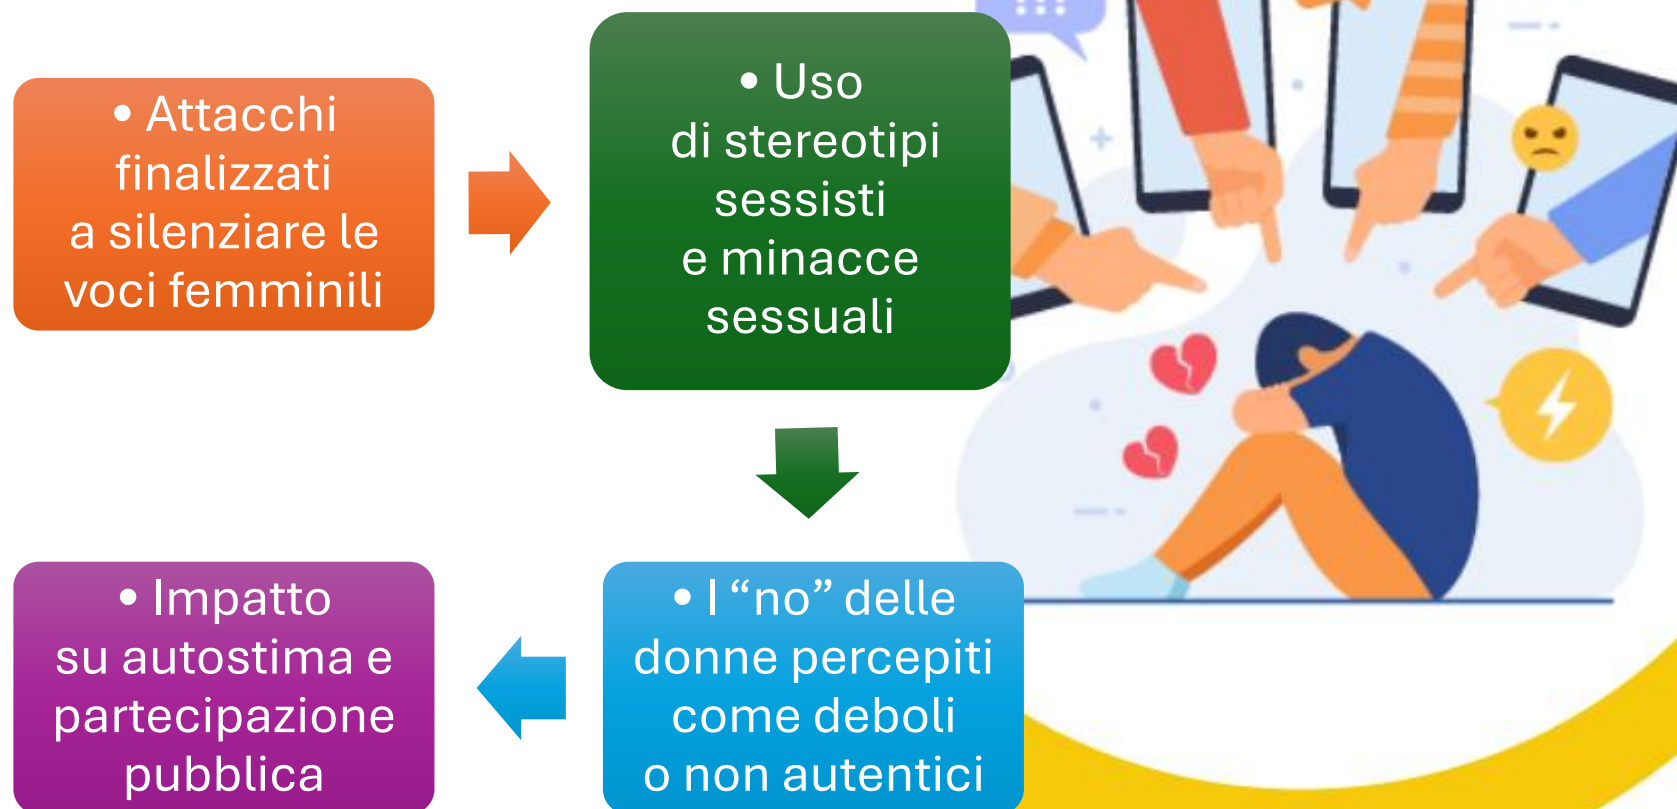 • Attacchi
finalizzati
a silenziare le
voci femminili
• Uso
di stereotipi
sessisti
e minacce
sessuali
• I “no” delle
donne percepiti
come deboli
o non autentici
• Impatto
su autostima e
partecipazione
pubblica